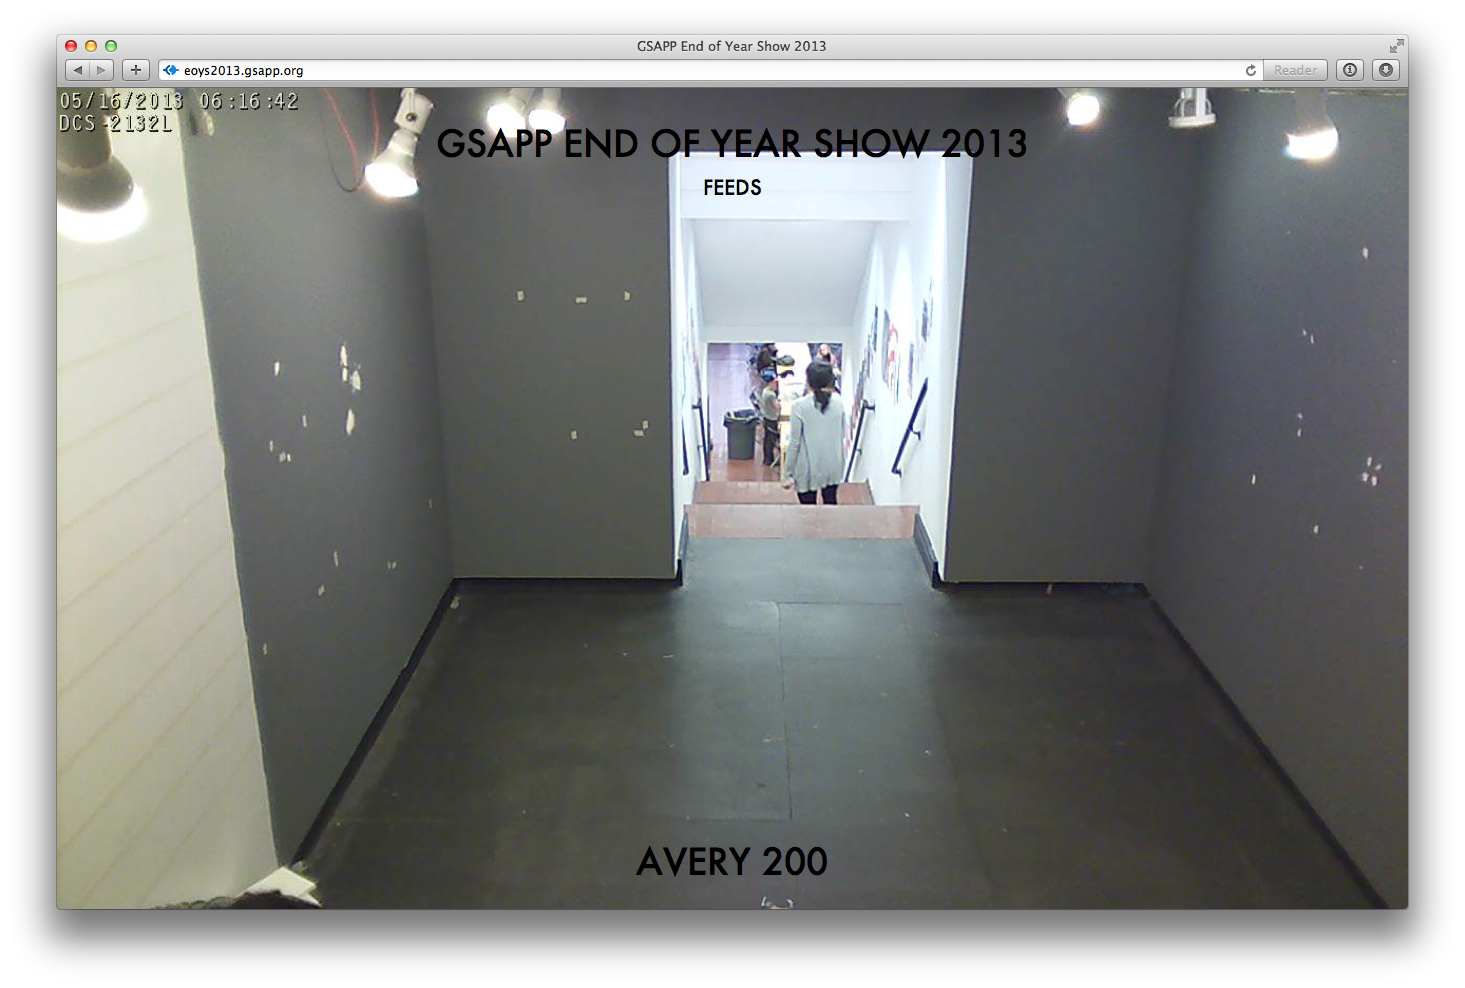 GSAPP End of Year Show 2013
eoys2013.gsapp.org
Reader
05/16/2013 06:16:42
DCS-2132L
GSAPP END OF YEAR SHOW 2013
FEEDS
AVERY 200